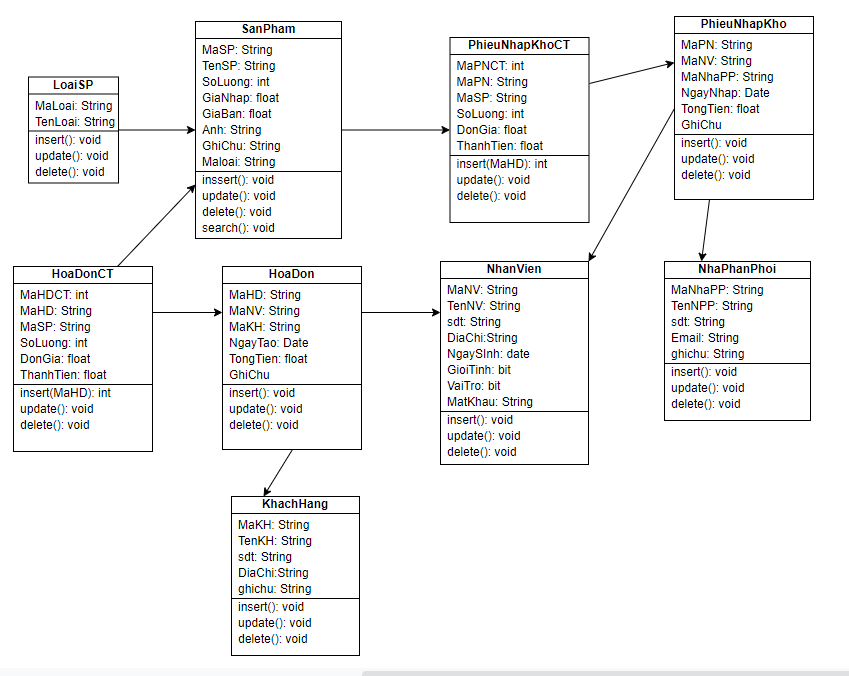 LoaiSP
MaLoai: String
TenLoai: String
insert(): void
update(): void
delete(): void
SanPham
MaSP: String
TenSP: String
SoLuong: int
GiaNhap: float
GiaBan: float
Anh: String
GhiChu: String
Maloai: String
inssert(): void
update(): void
delete(): void
search(): void
PhieuNhapKhoCT
MaPNCT: int
MaPN: String
MaSP: String
SoLuong: int
DonGia: float
ThanhTien: float
insert(MaHD): int
update(): void
delete(): void
PhieuNhapKho
MaPN: String
MaNV: String
MaNhaPP: String
NgayNhap: Date
TongTien: float
GhiChu
insert(): void
update(): void
delete(): void
HoaDonCT
MaHDCT: int
MaHD: String
MaSP: String
SoLuong: int
DonGia: float
ThanhTien: float
insert(MaHD): int
update(): void
delete(): void
HoaDon
MaHD: String
MaNV: String
MaKH: String
NgayTao: Date
TongTien: float
GhiChu
insert(): void
update(): void
delete(): void
NhanVien
MaNV: String
TenNV: String
sdt: String
DiaChi:String
NgaySInh: date
GioiTinh: bit
VaiTro: bit
MatKhau: String
insert(): void
update(): void
delete(): void
NhaPhanPhoi
MaNhaPP: String
TenNPP: String
sdt: String
Email: String
ghichu: String
insert(): void
update(): void
delete(): void
KhachHang
MaKH: String
TenKH: String
sdt: String
DiaChi:String
ghichu: String
insert(): void
update(): void
delete(): void